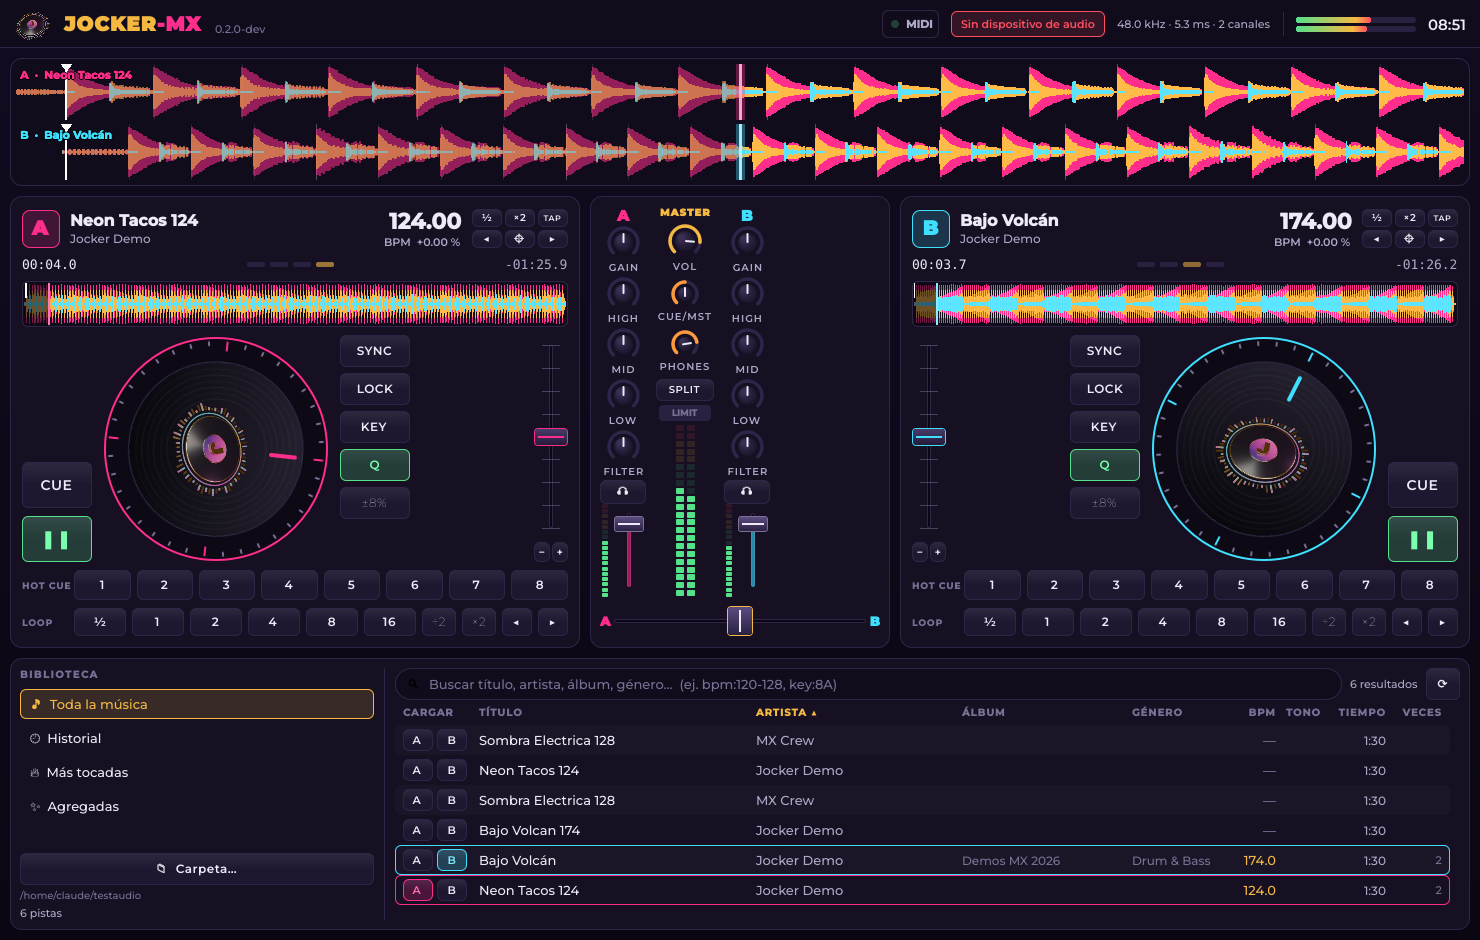 JOCKER-MX 0.2.0-dev MIDI Sin dispositivo de audio 48.0 kHz · 5.3 ms · 2 canales 08:51
A · Neon Tacos 124
B · Bajo Volcán
A Neon Tacos 124 124.00 ½ ×2 TAP
Jocker Demo BPM +0.00 % ◂ ▸
00:04.0 -01:25.9
SYNC
LOCK
KEY
Q
±8%
CUE
− +
HOT CUE 1 2 3 4 5 6 7 8
LOOP ½ 1 2 4 8 16 ÷2 ×2 ◂ ▸
A MASTER B
GAIN VOL GAIN
HIGH CUE/MST HIGH
MID PHONES MID
SPLIT
LIMIT
LOW LOW
FILTER FILTER
A B
B Bajo Volcán 174.00 ½ ×2 TAP
Jocker Demo BPM +0.00 % ◂ ▸
00:03.7 -01:26.2
SYNC
LOCK
KEY
Q
±8%
CUE
− +
HOT CUE 1 2 3 4 5 6 7 8
LOOP ½ 1 2 4 8 16 ÷2 ×2 ◂ ▸
BIBLIOTECA
Toda la música
Historial
Más tocadas
Agregadas
Carpeta...
/home/claude/testaudio
6 pistas
Buscar título, artista, álbum, género... (ej. bpm:120-128, key:8A) 6 resultados
CARGAR TÍTULO ARTISTA ▴ ÁLBUM GÉNERO BPM TONO TIEMPO VECES
A B Sombra Electrica 128 MX Crew — 1:30
A B Neon Tacos 124 Jocker Demo — 1:30
A B Sombra Electrica 128 MX Crew — 1:30
A B Bajo Volcan 174 Jocker Demo — 1:30
A B Bajo Volcán Jocker Demo Demos MX 2026 Drum & Bass 174.0 1:30 2
A B Neon Tacos 124 Jocker Demo 124.0 1:30 2